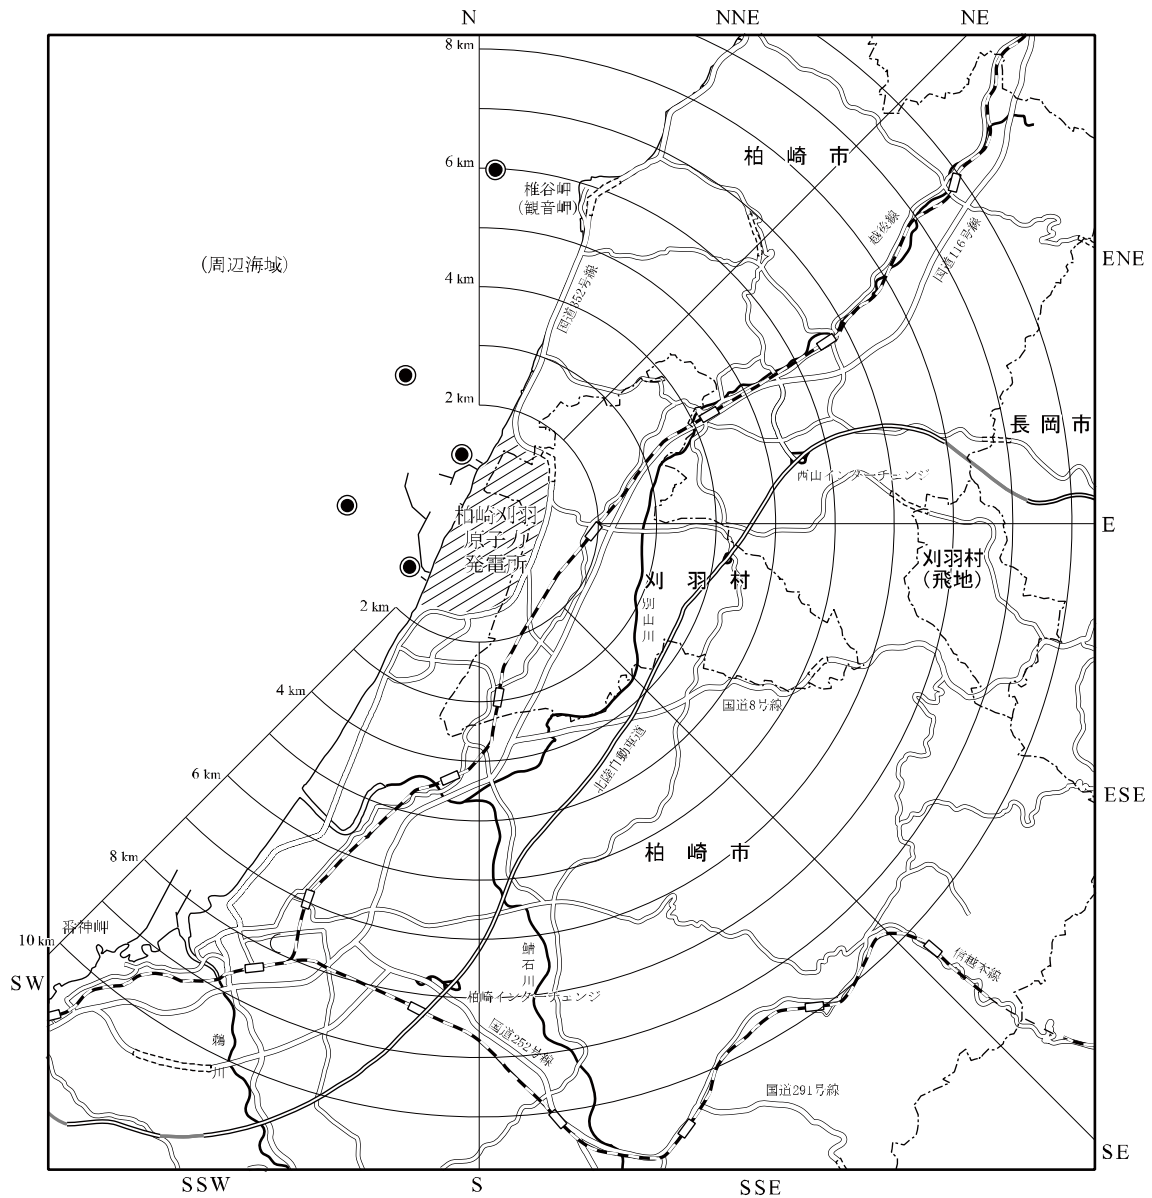 N
NNE
NE
8 km
柏崎市
6 km
椎谷岬
(観音岬)
越後線
国道116号線
(周辺海域)
ENE
4 km
国道352号線
2 km
長岡市
西山インターチェンジ
柏崎刈羽
原子力
発電所
E
刈羽村
(飛地)
刈羽村
別山川
2 km
4 km
国道8号線
北陸自動車道
6 km
ESE
8 km
柏崎市
番神岬
10 km
鯖石川
信越本線
SW
柏崎インターチェンジ
国道252号線
鵜川
国道291号線
SE
SSW
S
SSE